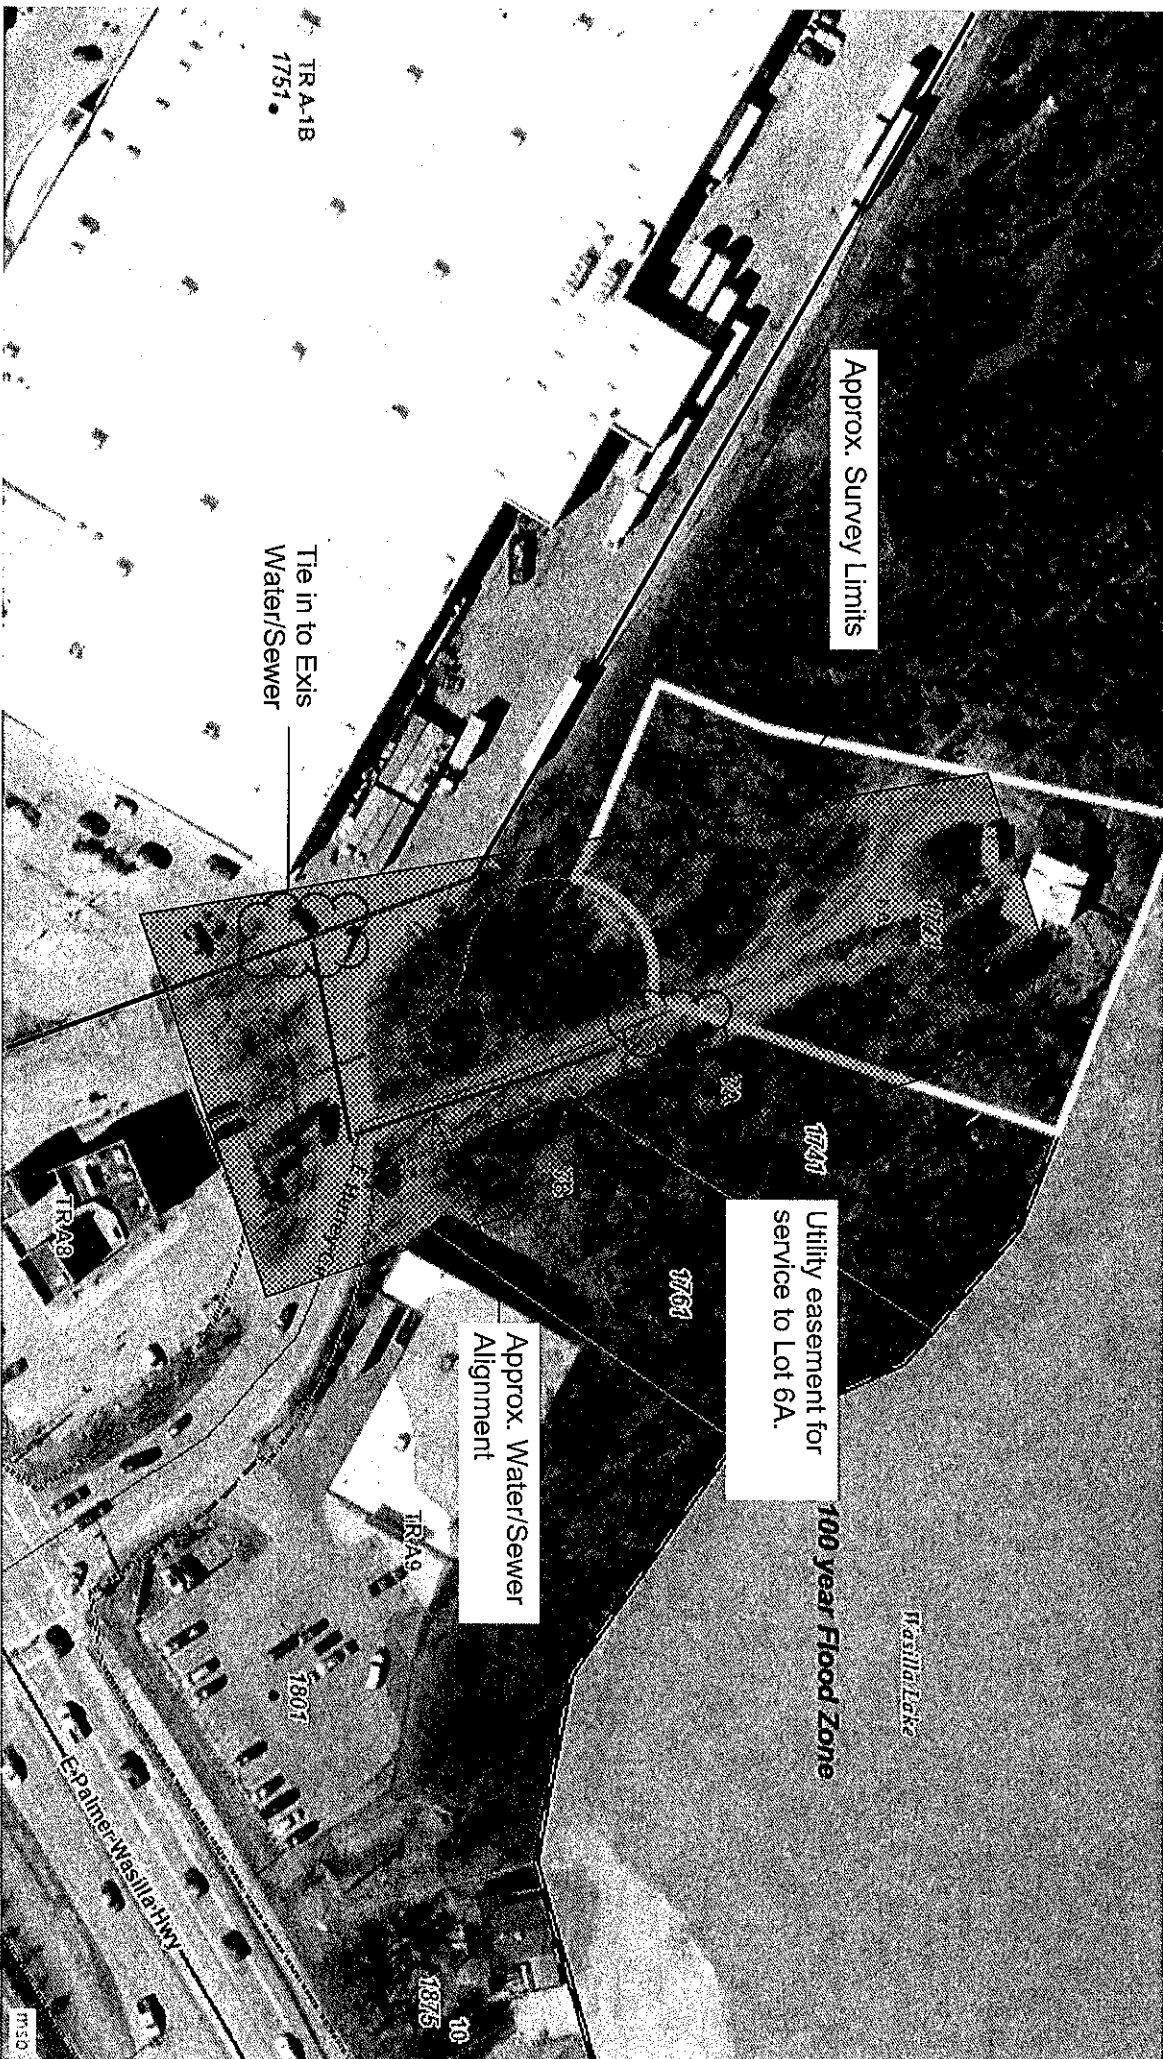 TR A-1B
1751
Approx. Survey Limits
Tie in to Exis
Water/Sewer
1741
Utility easement for
service to Lot 6A.
1761
Approx. Water/Sewer
Alignment
100 year Flood Zone
Wasilla Lake
TR A8
TR A9
1801
E Palmer-Wasilla Hwy
10
1875
msb